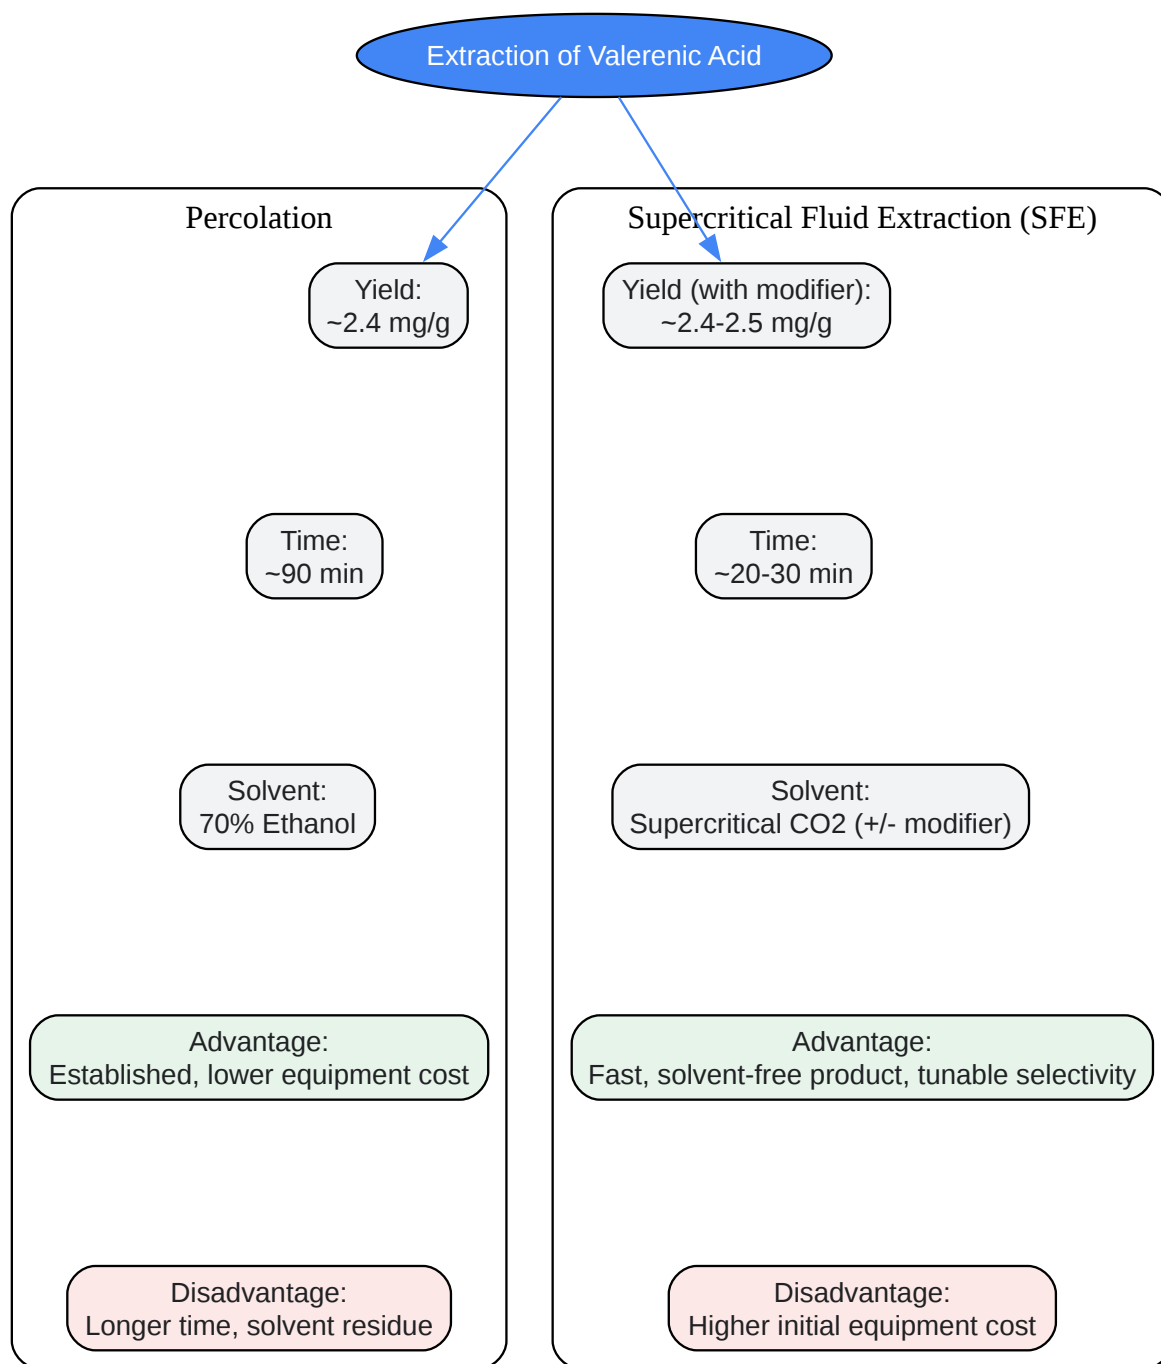 Extraction of Valerenic Acid
Percolation
Yield:
~2.4 mg/g
Time:
~90 min
Solvent:
70% Ethanol
Advantage:
Established, lower equipment cost
Disadvantage:
Longer time, solvent residue
Supercritical Fluid Extraction (SFE)
Yield (with modifier):
~2.4-2.5 mg/g
Time:
~20-30 min
Solvent:
Supercritical CO2 (+/- modifier)
Advantage:
Fast, solvent-free product, tunable selectivity
Disadvantage:
Higher initial equipment cost